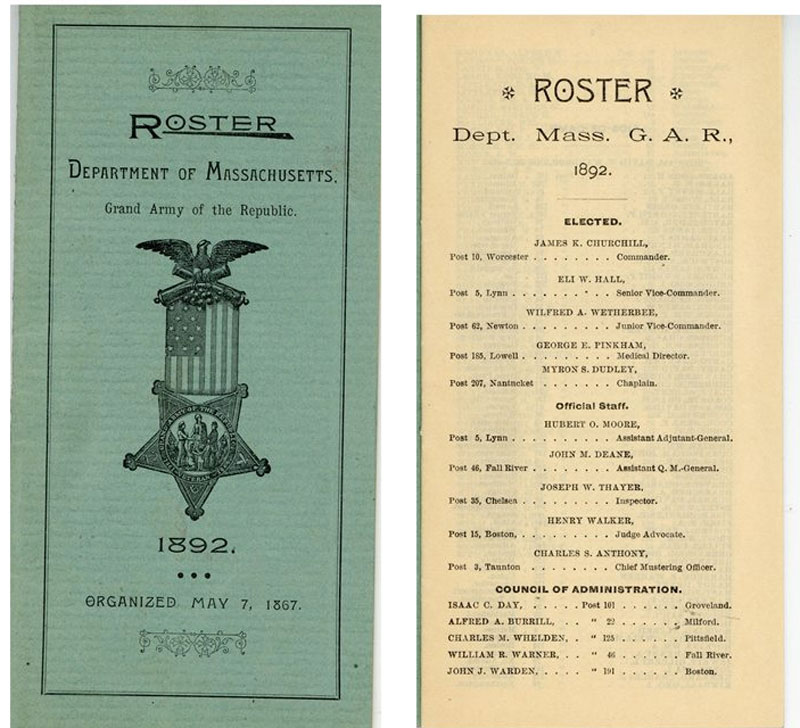 ROSTER
DEPARTMENT OF MASSACHUSETTS.
Grand Army of the Republic.
1892.
ORGANIZED MAY 7, 1867.
ROSTER
Dept. Mass. G. A. R.,
1892.
ELECTED.
JAMES K. CHURCHILL,
Post 10, Worcester . . . . . . . . Commander.
ELI W. HALL,
Post 5, Lynn . . . . . . . . . Senior Vice-Commander.
WILFRED A. WETHERBEE,
Post 62, Newton . . . . . . . . . Junior Vice-Commander.
GEORGE E. PINKHAM,
Post 185, Lowell . . . . . . . . . Medical Director.
MYRON S. DUDLEY,
Post 207, Nantucket . . . . . . . Chaplain.
Official Staff.
HUBERT O. MOORE,
Post 5, Lynn . . . . . . . . . Assistant Adjutant-General.
JOHN M. DEANE,
Post 46, Fall River . . . . . . . . Assistant Q. M.-General.
JOSEPH W. THAYER,
Post 35, Chelsea . . . . . . . . . Inspector.
HENRY WALKER,
Post 15, Boston, . . . . . . . . . Judge Advocate.
CHARLES S. ANTHONY,
Post 3, Taunton . . . . . . . . Chief Mustering Officer.
COUNCIL OF ADMINISTRATION.
ISAAC C. DAY, . . . . . Post 101 . . . . . . Groveland.
ALFRED A. BURRILL, . . . " 22 . . . . . . Milford.
CHARLES M. WHELDEN, . . " 125 . . . . . . Pittsfield.
WILLIAM R. WARNER, . . . " 46 . . . . . . Fall River.
JOHN J. WARDEN, . . . . . " 191 . . . . . . Boston.